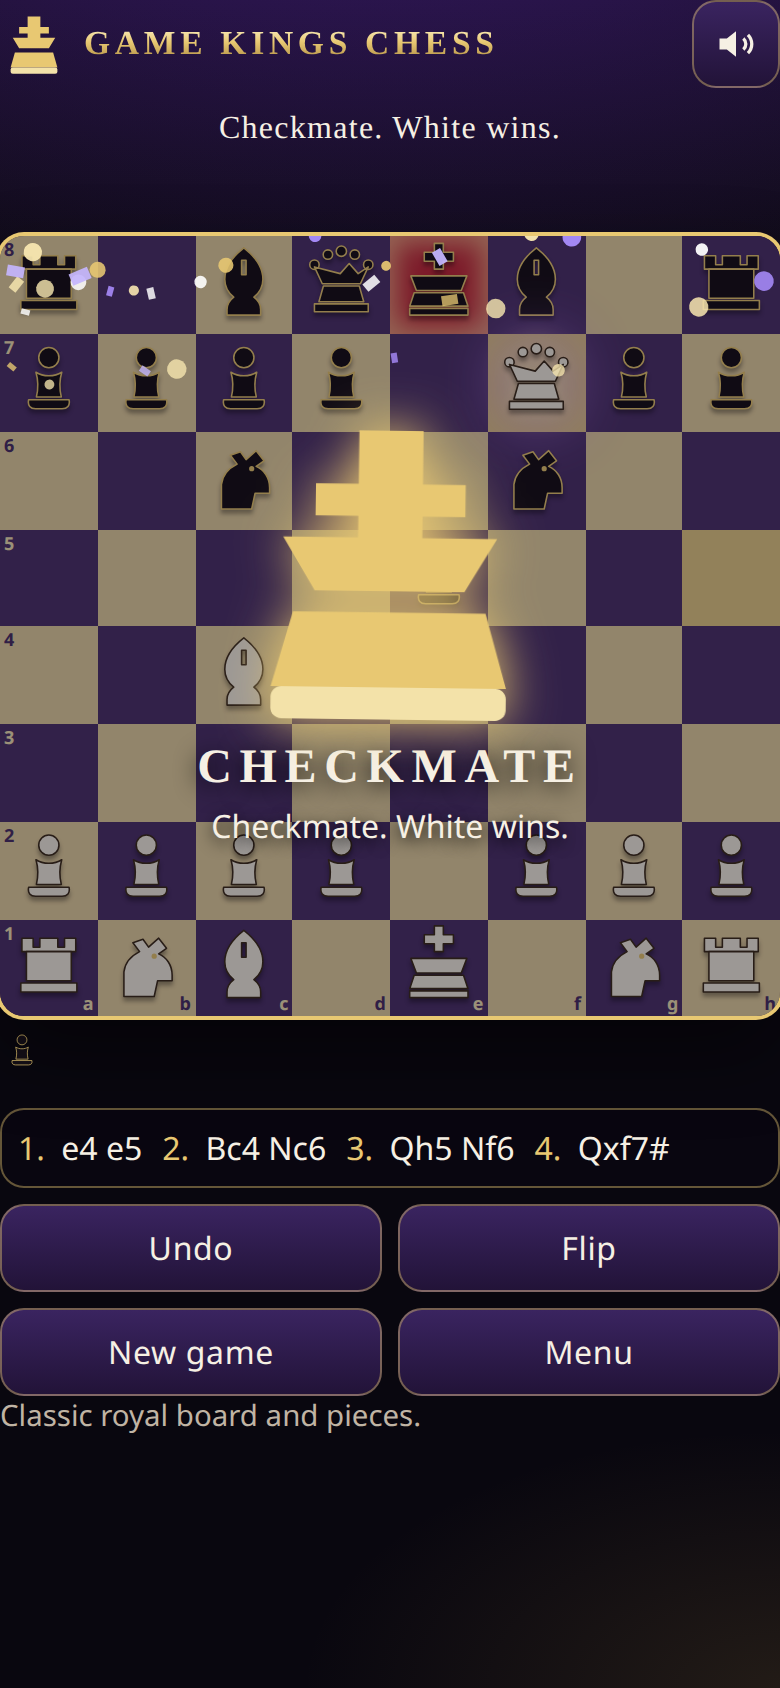 GAME KINGS CHESS
Checkmate. White wins.
8
7
6
5
4
3
CHECKMATE
Checkmate. White wins.
2
1
a b c d e f g h
1. e4 e5 2. Bc4 Nc6 3. Qh5 Nf6 4. Qxf7#
Undo Flip
New game Menu
Classic royal board and pieces.